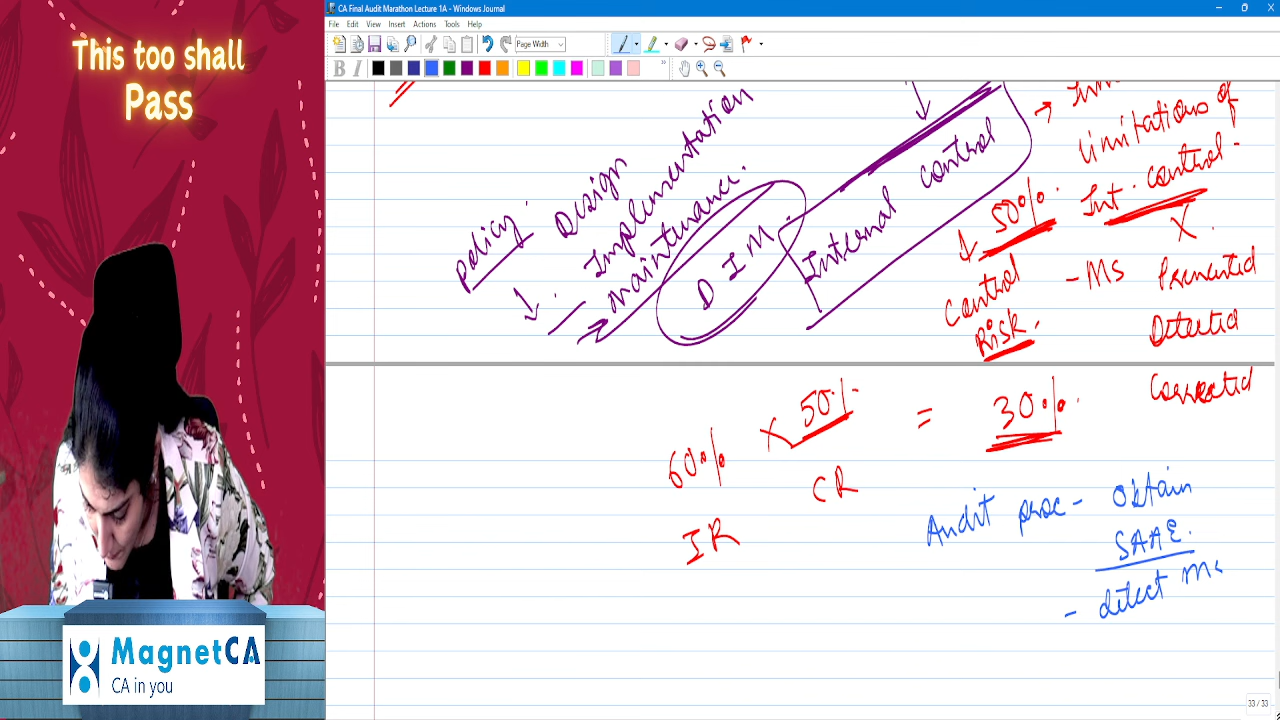 This too shall
Pass
MagnetCA
CA in you
CA Final Audit Marathon Lecture 1A - Windows Journal
File Edit View Insert Actions Tools Help
Page Width
B I
policy
Design
Implementation
maintenance.
D I M
Internal control
limitations of
Int. control
X
50%
Control
Risk.
- MS Prevented
Detected
Corrected
60% X 50% = 30%
IR CR
Audit proc - Obtain
SAAE.
- detect Ms
33 / 33